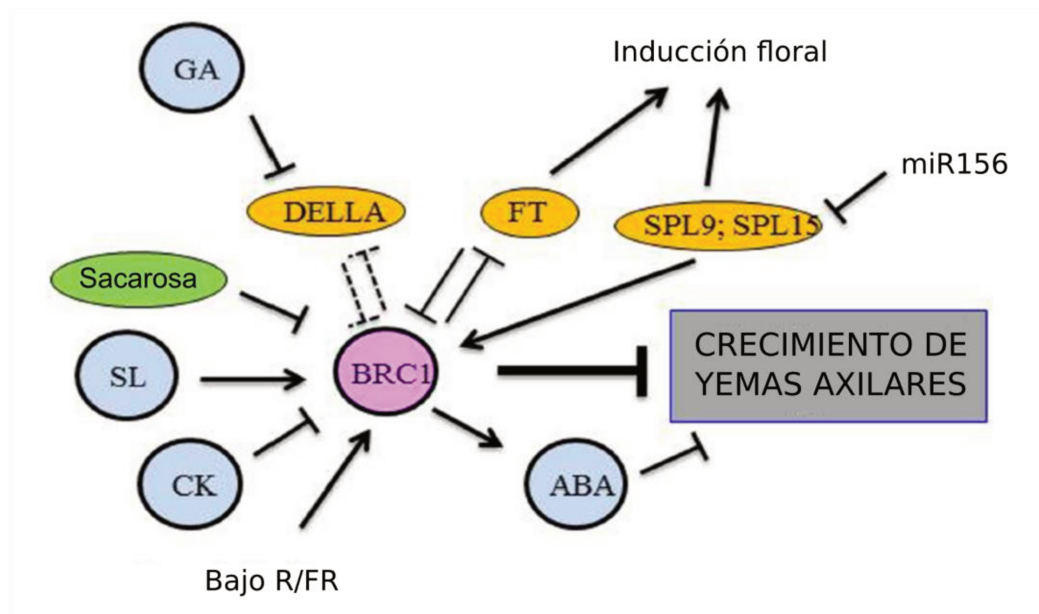 Inducción floral
GA
miR156
DELLA
FT
SPL9; SPL15
Sacarosa
CRECIMIENTO DE
YEMAS AXILARES
SL
BRC1
CK
ABA
Bajo R/FR